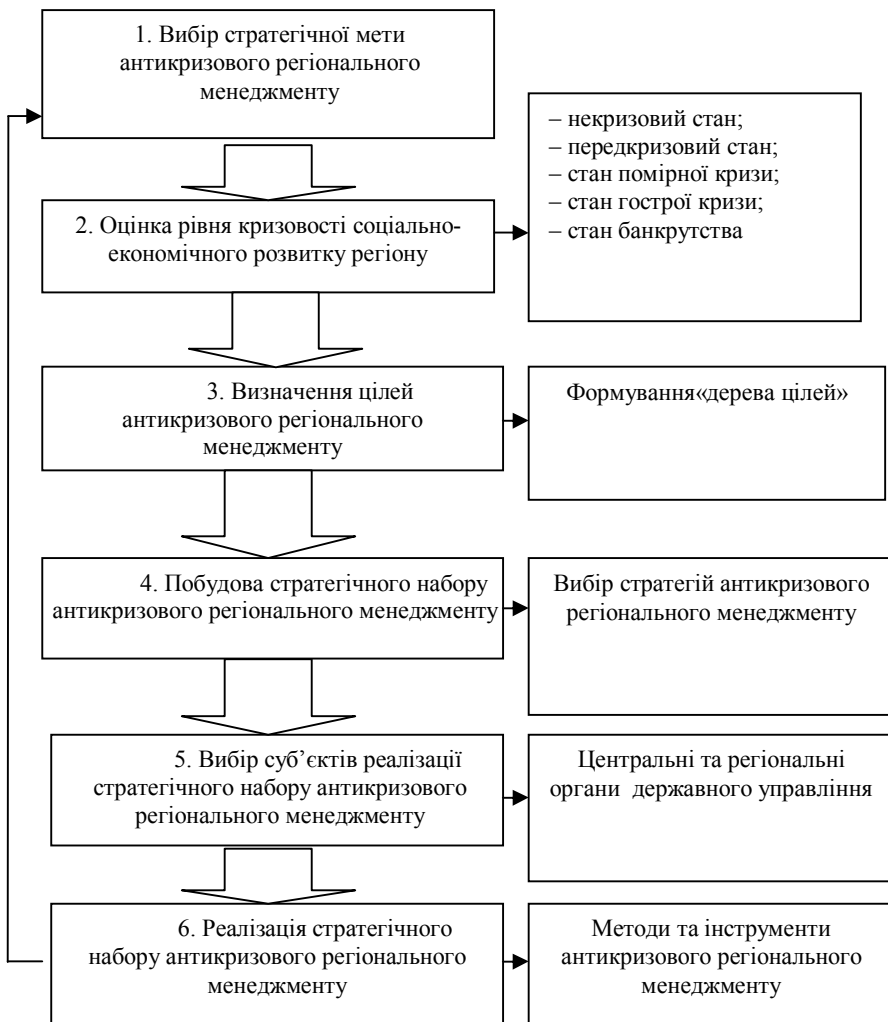 1. Вибір стратегічної мети
антикризового регіонального
менеджменту
– некризовий стан;
– передкризовий стан;
– стан помірної кризи;
– стан гострої кризи;
– стан банкрутства
2. Оцінка рівня кризовості соціально-
економічного розвитку регіону
3. Визначення цілей
антикризового регіонального
менеджменту
Формування«дерева цілей»
4. Побудова стратегічного набору
антикризового регіонального менеджменту
Вибір стратегій антикризового
регіонального менеджменту
5. Вибір суб’єктів реалізації
стратегічного набору антикризового
регіонального менеджменту
Центральні та регіональні
органи державного управління
6. Реалізація стратегічного
набору антикризового регіонального
менеджменту
Методи та інструменти
антикризового регіонального
менеджменту